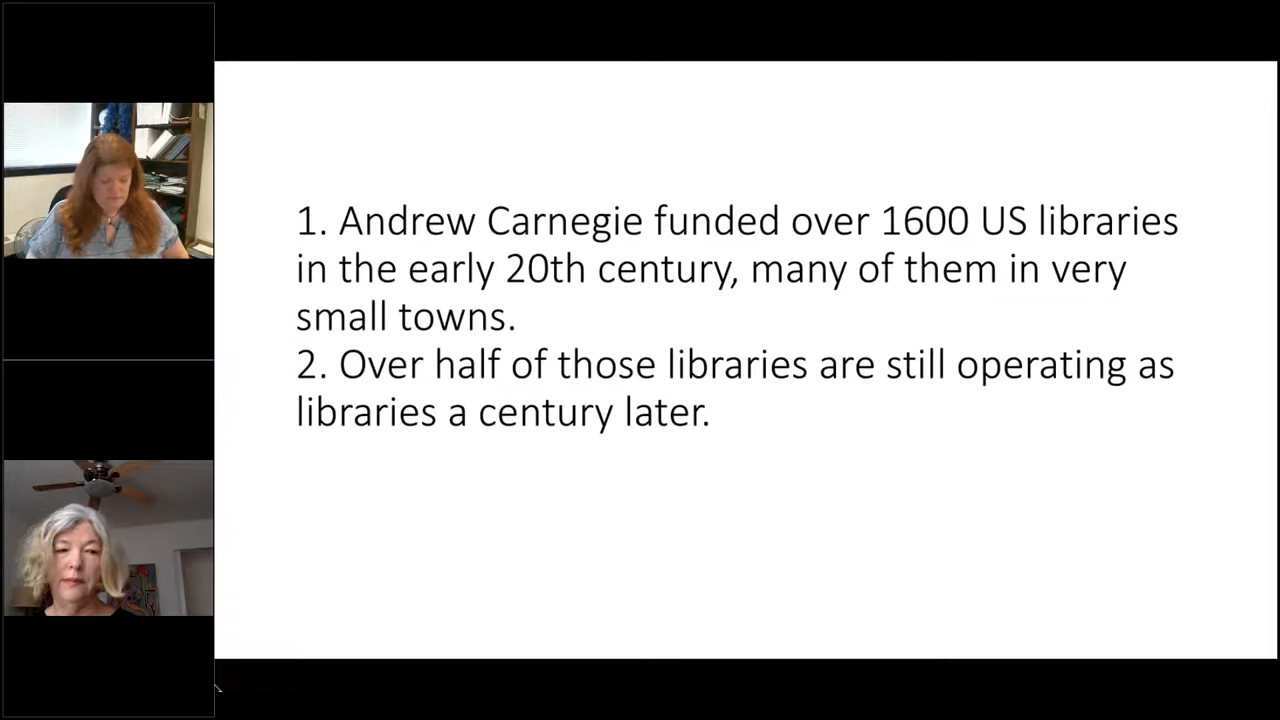 1. Andrew Carnegie funded over 1600 US libraries
in the early 20th century, many of them in very
small towns.
2. Over half of those libraries are still operating as
libraries a century later.